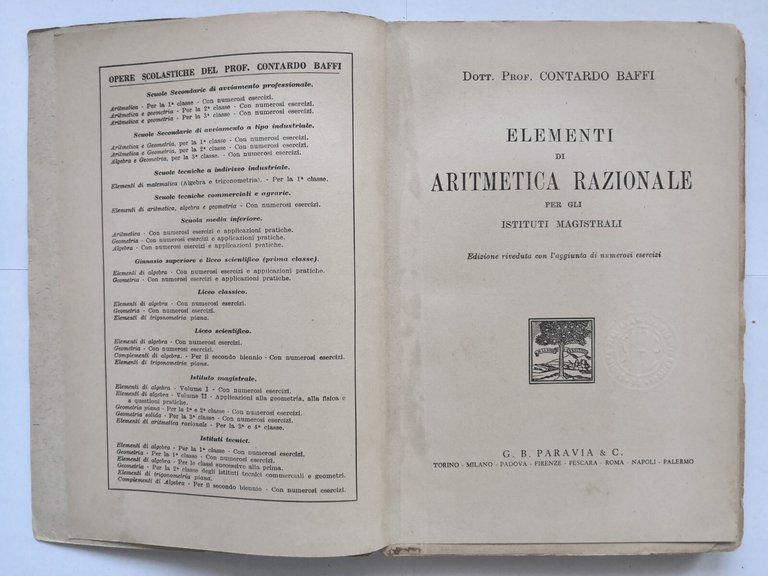 OPERE SCOLASTICHE DEL PROF. CONTARDO BAFFI
Scuole Secondarie di avviamento professionale.
Aritmetica - Per la 1ª classe - Con numerosi esercizi.
Aritmetica e geometria - Per la 2ª classe - Con numerosi esercizi.
Aritmetica e geometria - Per la 3ª classe - Con numerosi esercizi.
Scuole Secondarie di avviamento a tipo industriale.
Aritmetica e Geometria, per la 1ª classe - Con numerosi esercizi.
Aritmetica e Geometria, per la 2ª classe - Con numerosi esercizi.
Algebra e Geometria, per la 3ª classe. - Con numerosi esercizi.
Scuole tecniche a indirizzo industriale.
Elementi di matematica (Algebra e trigonometria). - Per la 1ª classe.
Scuole tecniche commerciali e agrarie.
Elementi di aritmetica, algebra e geometria - Con numerosi esercizi.
Scuola media inferiore.
Aritmetica - Con numerosi esercizi e applicazioni pratiche.
Geometria - Con numerosi esercizi e applicazioni pratiche.
Algebra - Con numerosi esercizi e applicazioni pratiche.
Ginnasio superiore e liceo scientifico (prima classe).
Elementi di algebra - Con numerosi esercizi e applicazioni pratiche.
Geometria - Con numerosi esercizi e applicazioni pratiche.
Liceo classico.
Elementi di algebra - Con numerosi esercizi.
Geometria - Con numerosi esercizi.
Elementi di trigonometria piana.
Liceo scientifico.
Elementi di algebra - Con numerosi esercizi.
Geometria - Con numerosi esercizi.
Complementi di algebra. - Per il secondo biennio - Con numerosi esercizi.
Elementi di trigonometria piana.
Istituto magistrale.
Elementi di algebra - Volume I - Con numerosi esercizi.
Elementi di algebra - Volume II - Applicazioni alla geometria, alla fisica e
a questioni pratiche.
Geometria piana - Per la 1ª e 2ª classe - Con numerosi esercizi.
Geometria solida - Per la 3ª classe - Con numerosi esercizi.
Elementi di aritmetica razionale - Per la 3ª e 4ª classe.
Istituti tecnici.
Elementi di algebra - Per la 1ª classe - Con numerosi esercizi.
Geometria - Per la 1ª classe - Con numerosi esercizi.
Elementi di algebra - Per le classi successive alla prima.
Geometria - Per la 2ª classe degli istituti tecnici commerciali e geometri.
Elementi di trigonometria piana.
Complementi di Algebra - Per il secondo biennio - Con numerosi esercizi.
DOTT. PROF. CONTARDO BAFFI
ELEMENTI
DI
ARITMETICA RAZIONALE
PER GLI
ISTITUTI MAGISTRALI
Edizione riveduta con l'aggiunta di numerosi esercizi
G. B. PARAVIA & C.
TORINO - MILANO - PADOVA - FIRENZE - PESCARA - ROMA - NAPOLI - PALERMO